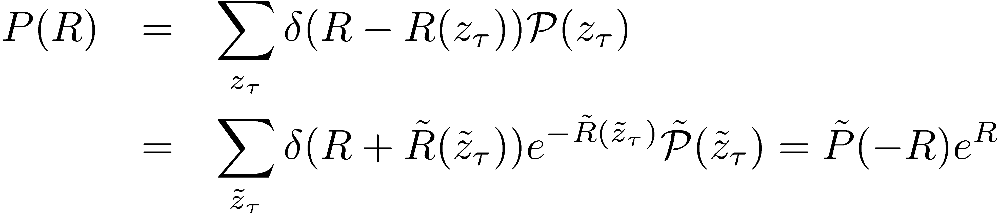 P(R) = \sum_{z_\tau} \delta(R - R(z_\tau)) \mathcal{P}(z_\tau)
= \sum_{\tilde{z}_\tau} \delta(R + \tilde{R}(\tilde{z}_\tau)) e^{-\tilde{R}(\tilde{z}_\tau)} \tilde{\mathcal{P}}(\tilde{z}_\tau) = \tilde{P}(-R) e^{R}